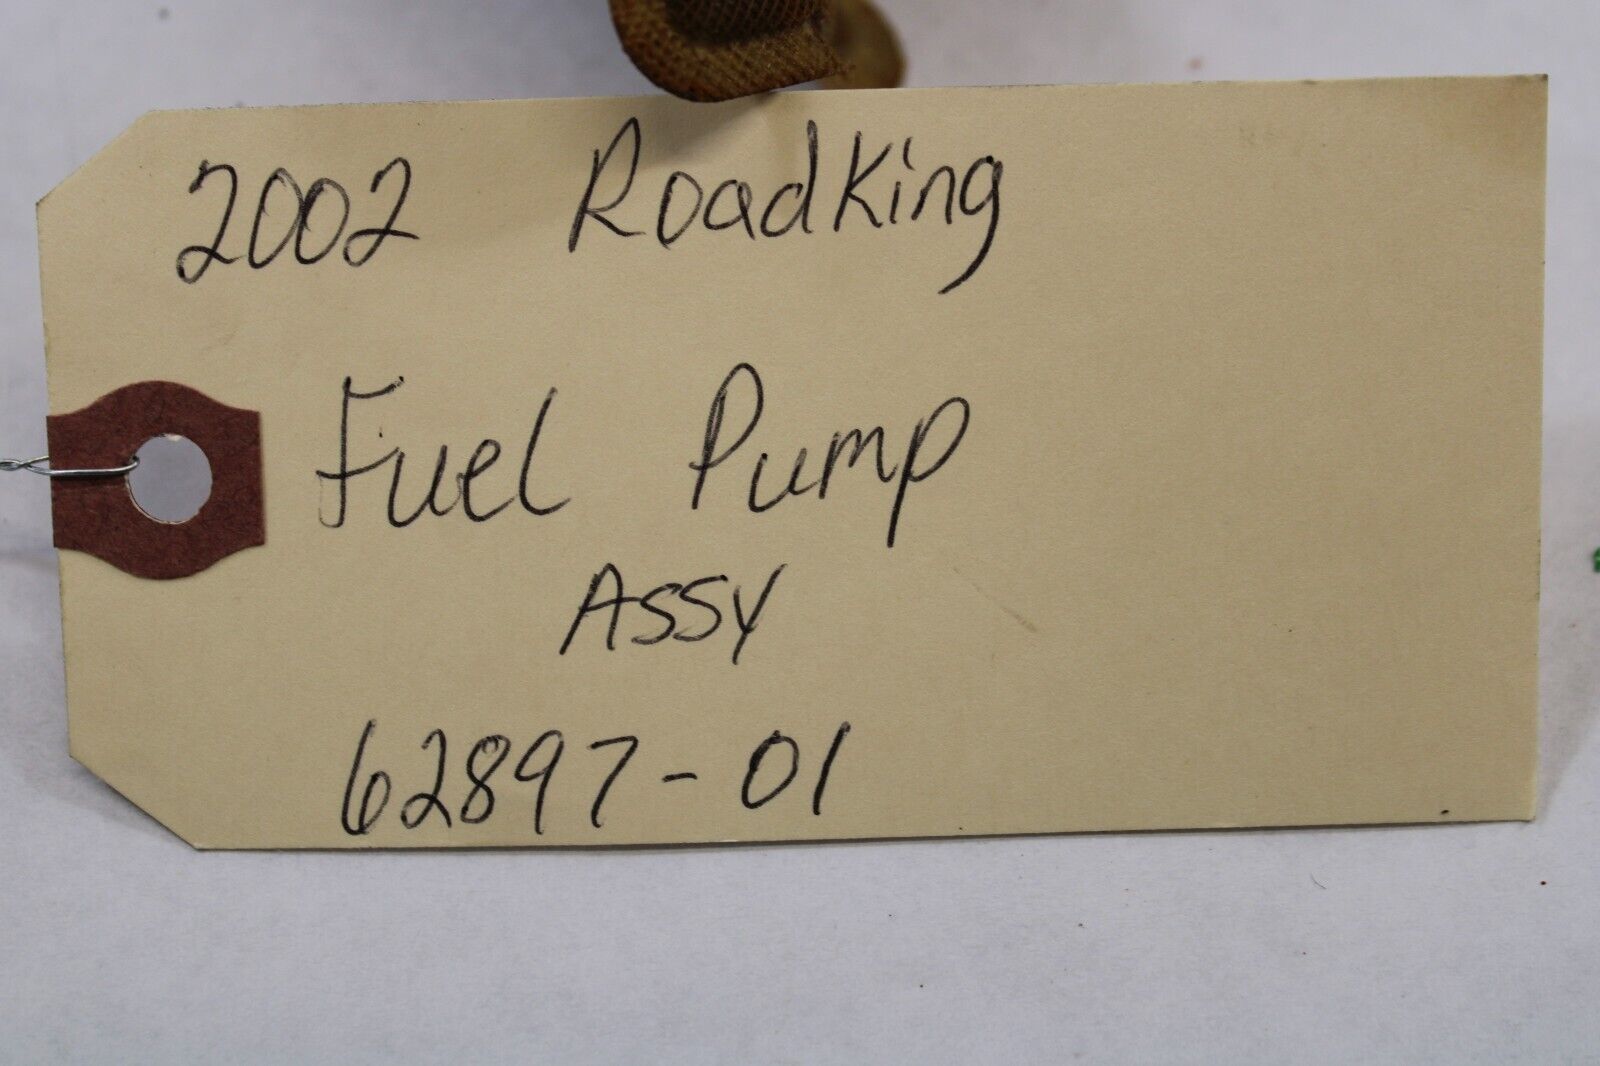 2002 RoadKing
Fuel Pump
Assy
62897-01